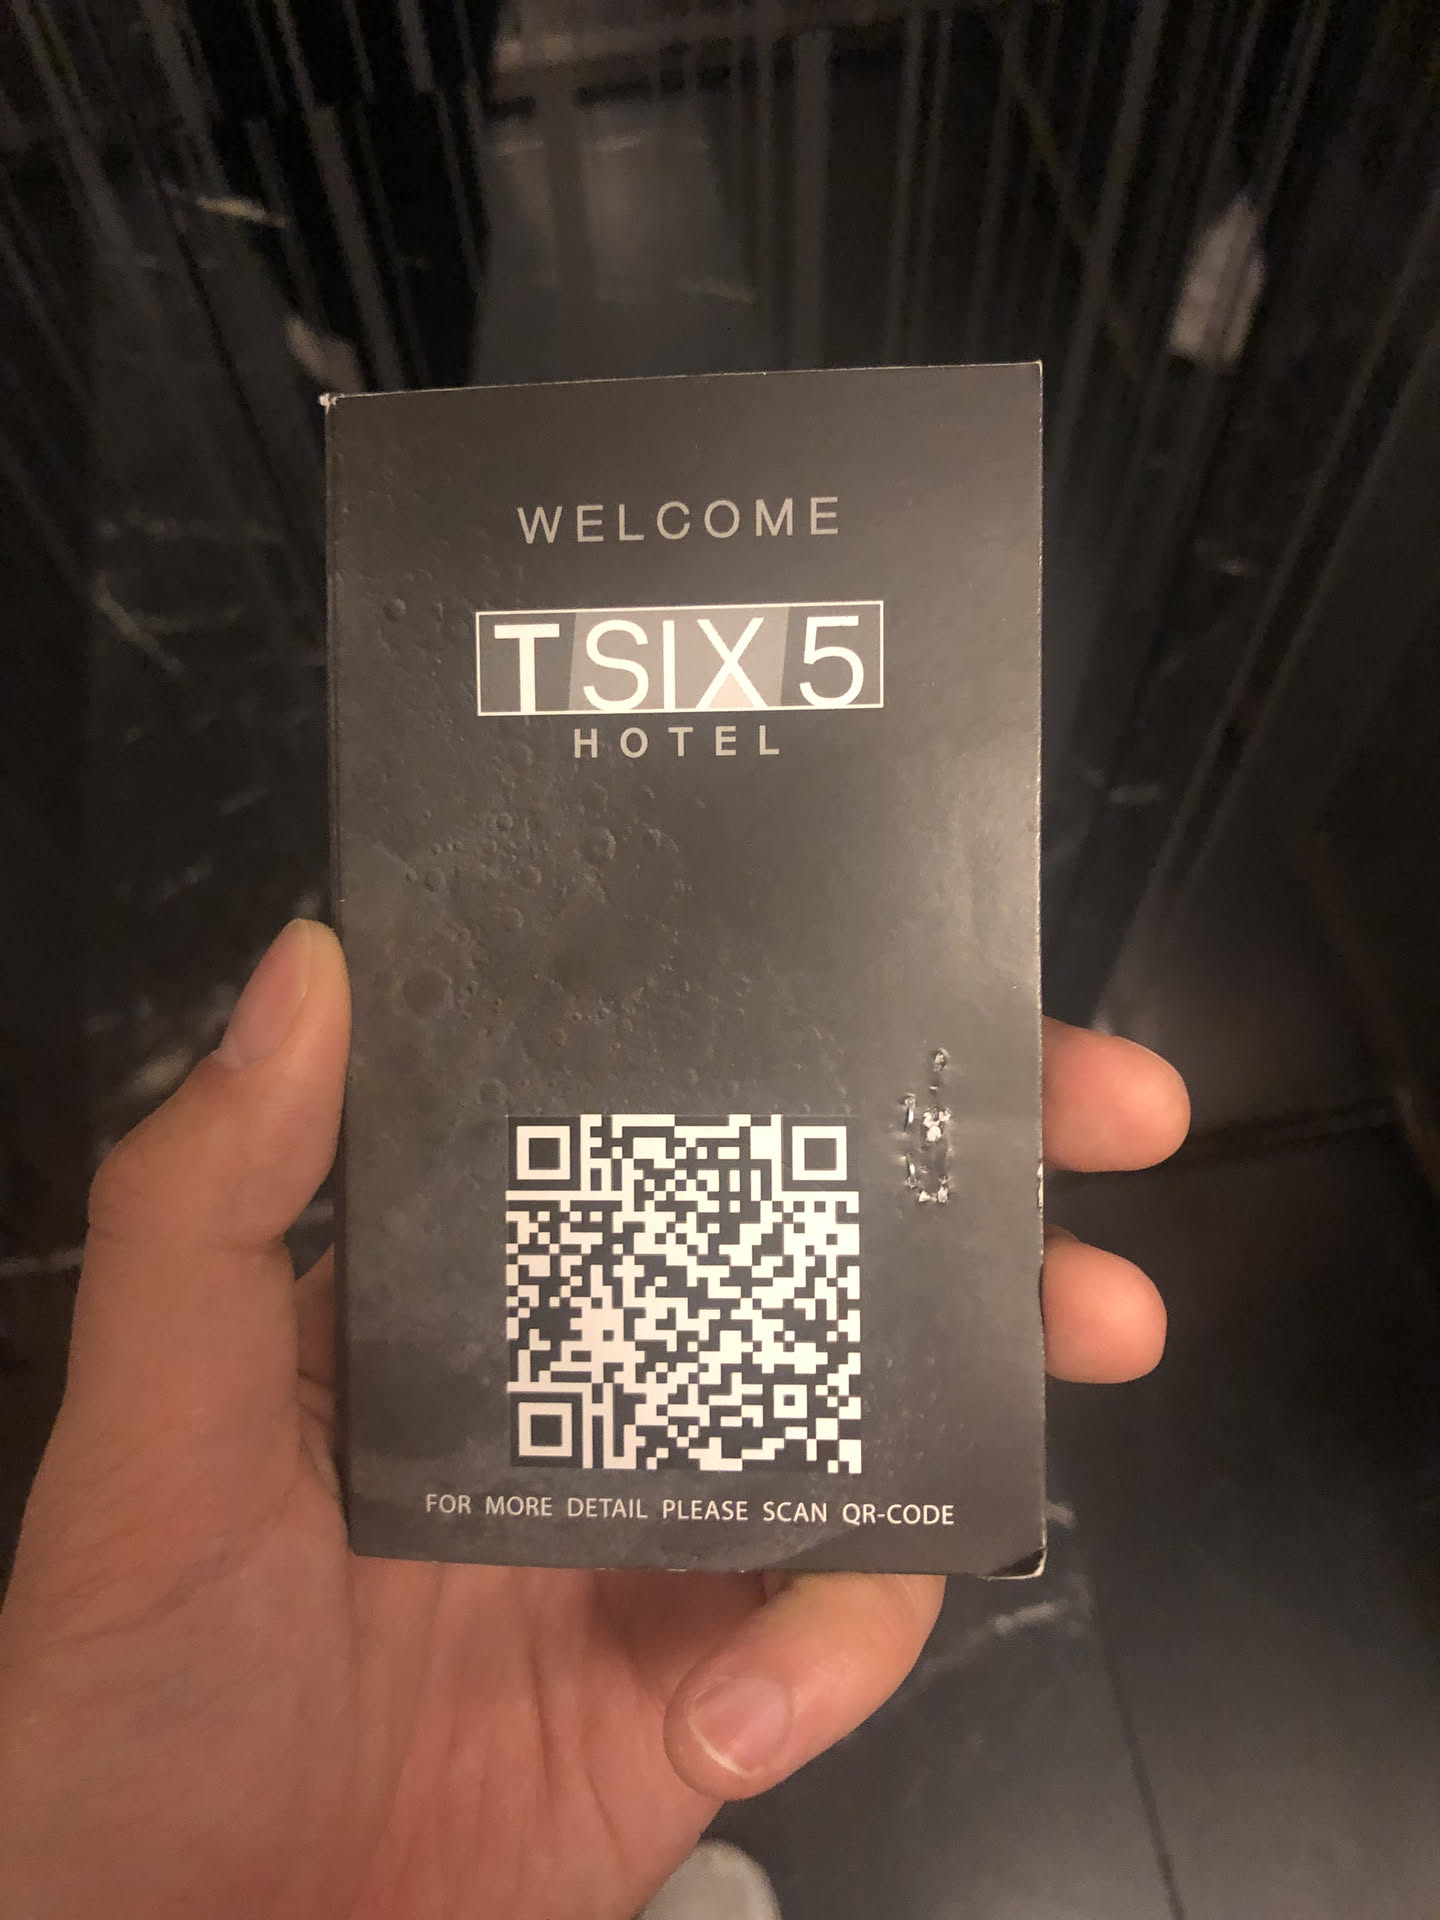 WELCOME
TSIX5
HOTEL
FOR MORE DETAIL PLEASE SCAN QR-CODE